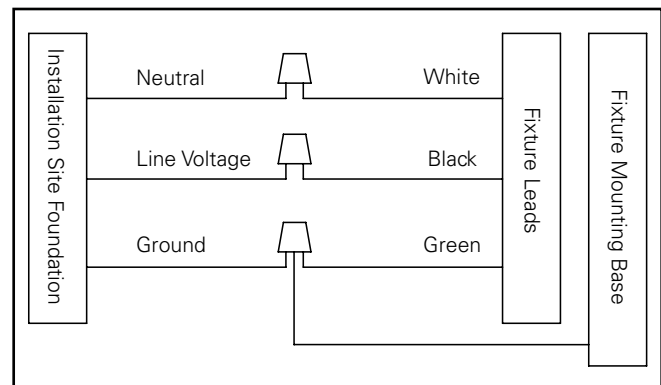 Installation Site Foundation
Neutral
White
Line Voltage
Black
Ground
Green
Fixture Leads
Fixture Mounting Base